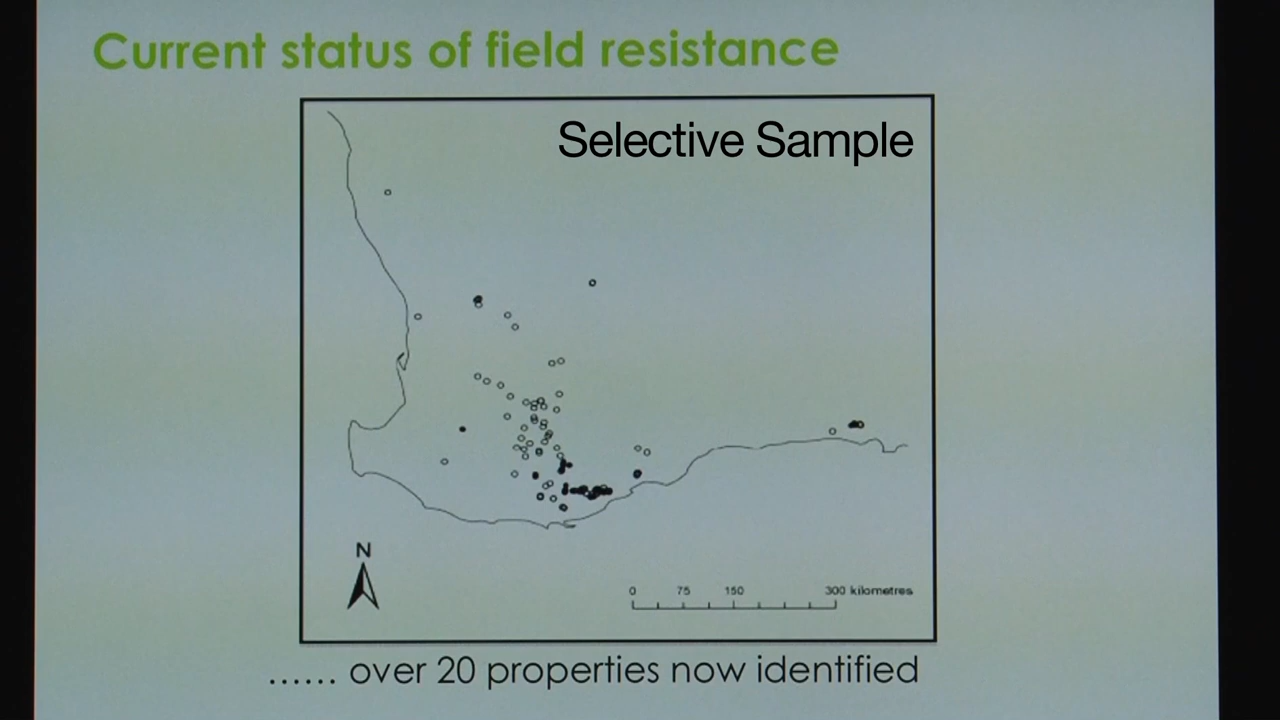 Current status of field resistance
Selective Sample
N
0 75 150 300 kilometres
...... over 20 properties now identified